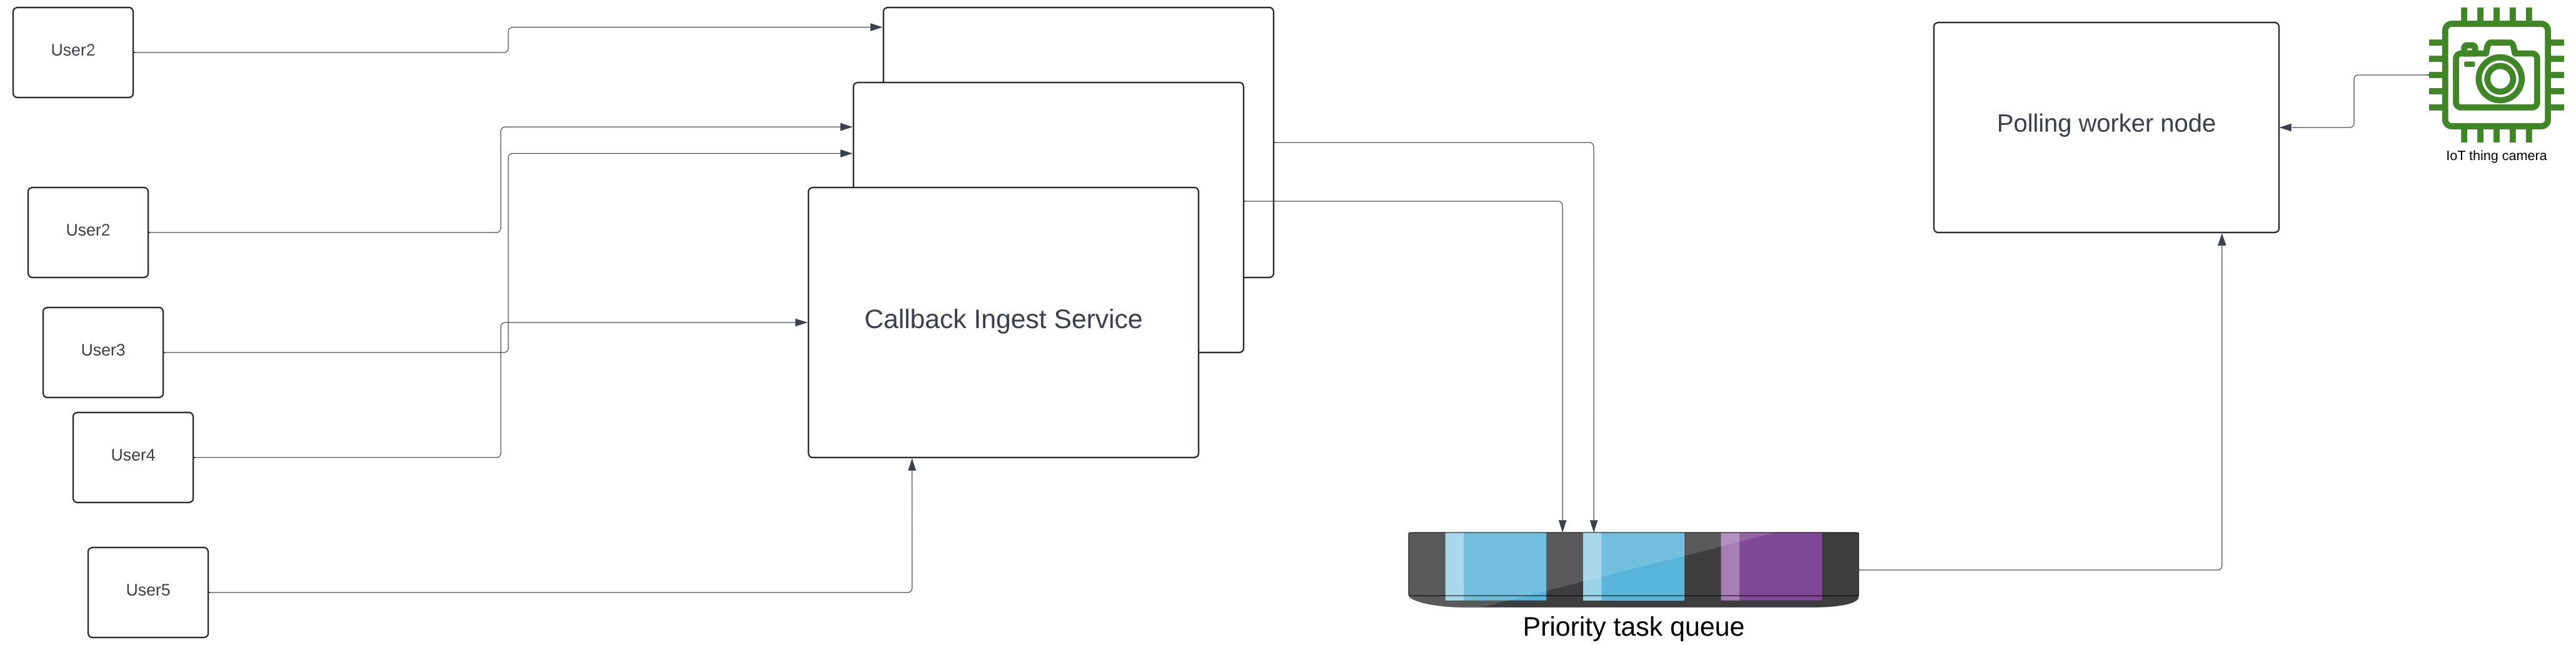 User2
User2
User3
User4
User5
Callback Ingest Service
Priority task queue
Polling worker node
IoT thing camera